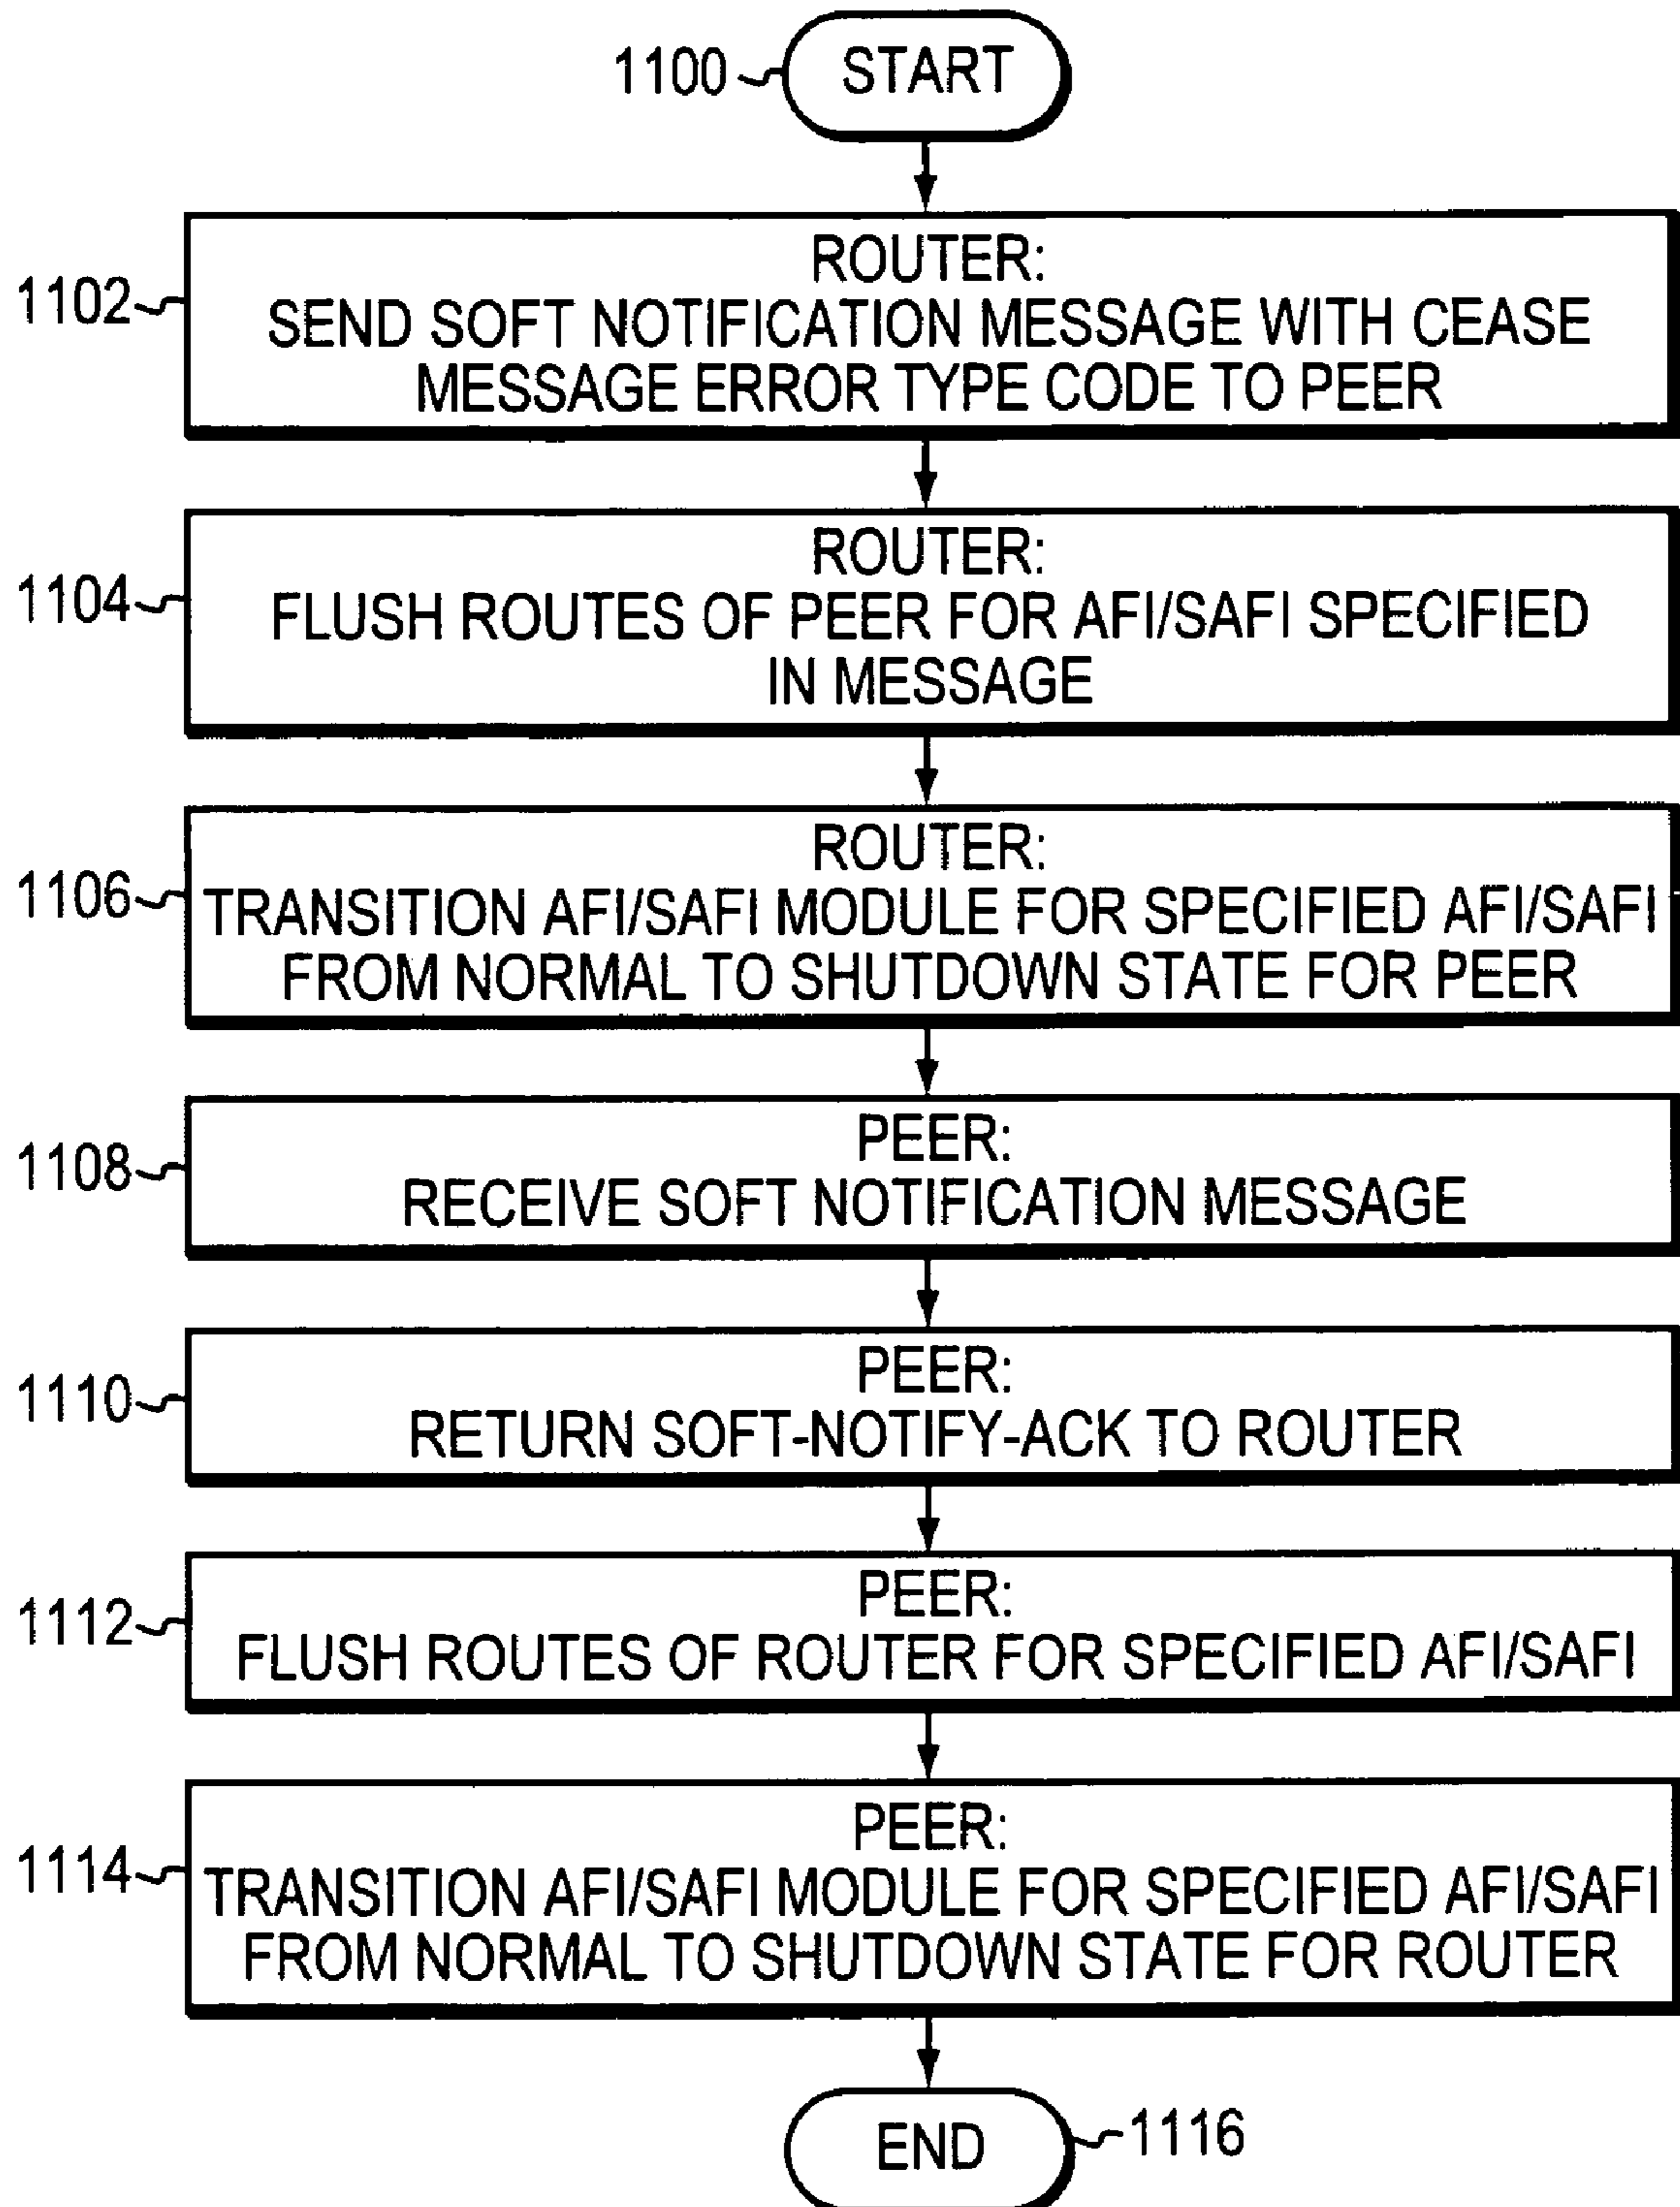 1100 START
1102
ROUTER:
SEND SOFT NOTIFICATION MESSAGE WITH CEASE
MESSAGE ERROR TYPE CODE TO PEER
1104
ROUTER:
FLUSH ROUTES OF PEER FOR AFI/SAFI SPECIFIED
IN MESSAGE
1106
ROUTER:
TRANSITION AFI/SAFI MODULE FOR SPECIFIED AFI/SAFI
FROM NORMAL TO SHUTDOWN STATE FOR PEER
1108
PEER:
RECEIVE SOFT NOTIFICATION MESSAGE
1110
PEER:
RETURN SOFT-NOTIFY-ACK TO ROUTER
1112
PEER:
FLUSH ROUTES OF ROUTER FOR SPECIFIED AFI/SAFI
1114
PEER:
TRANSITION AFI/SAFI MODULE FOR SPECIFIED AFI/SAFI
FROM NORMAL TO SHUTDOWN STATE FOR ROUTER
END 1116